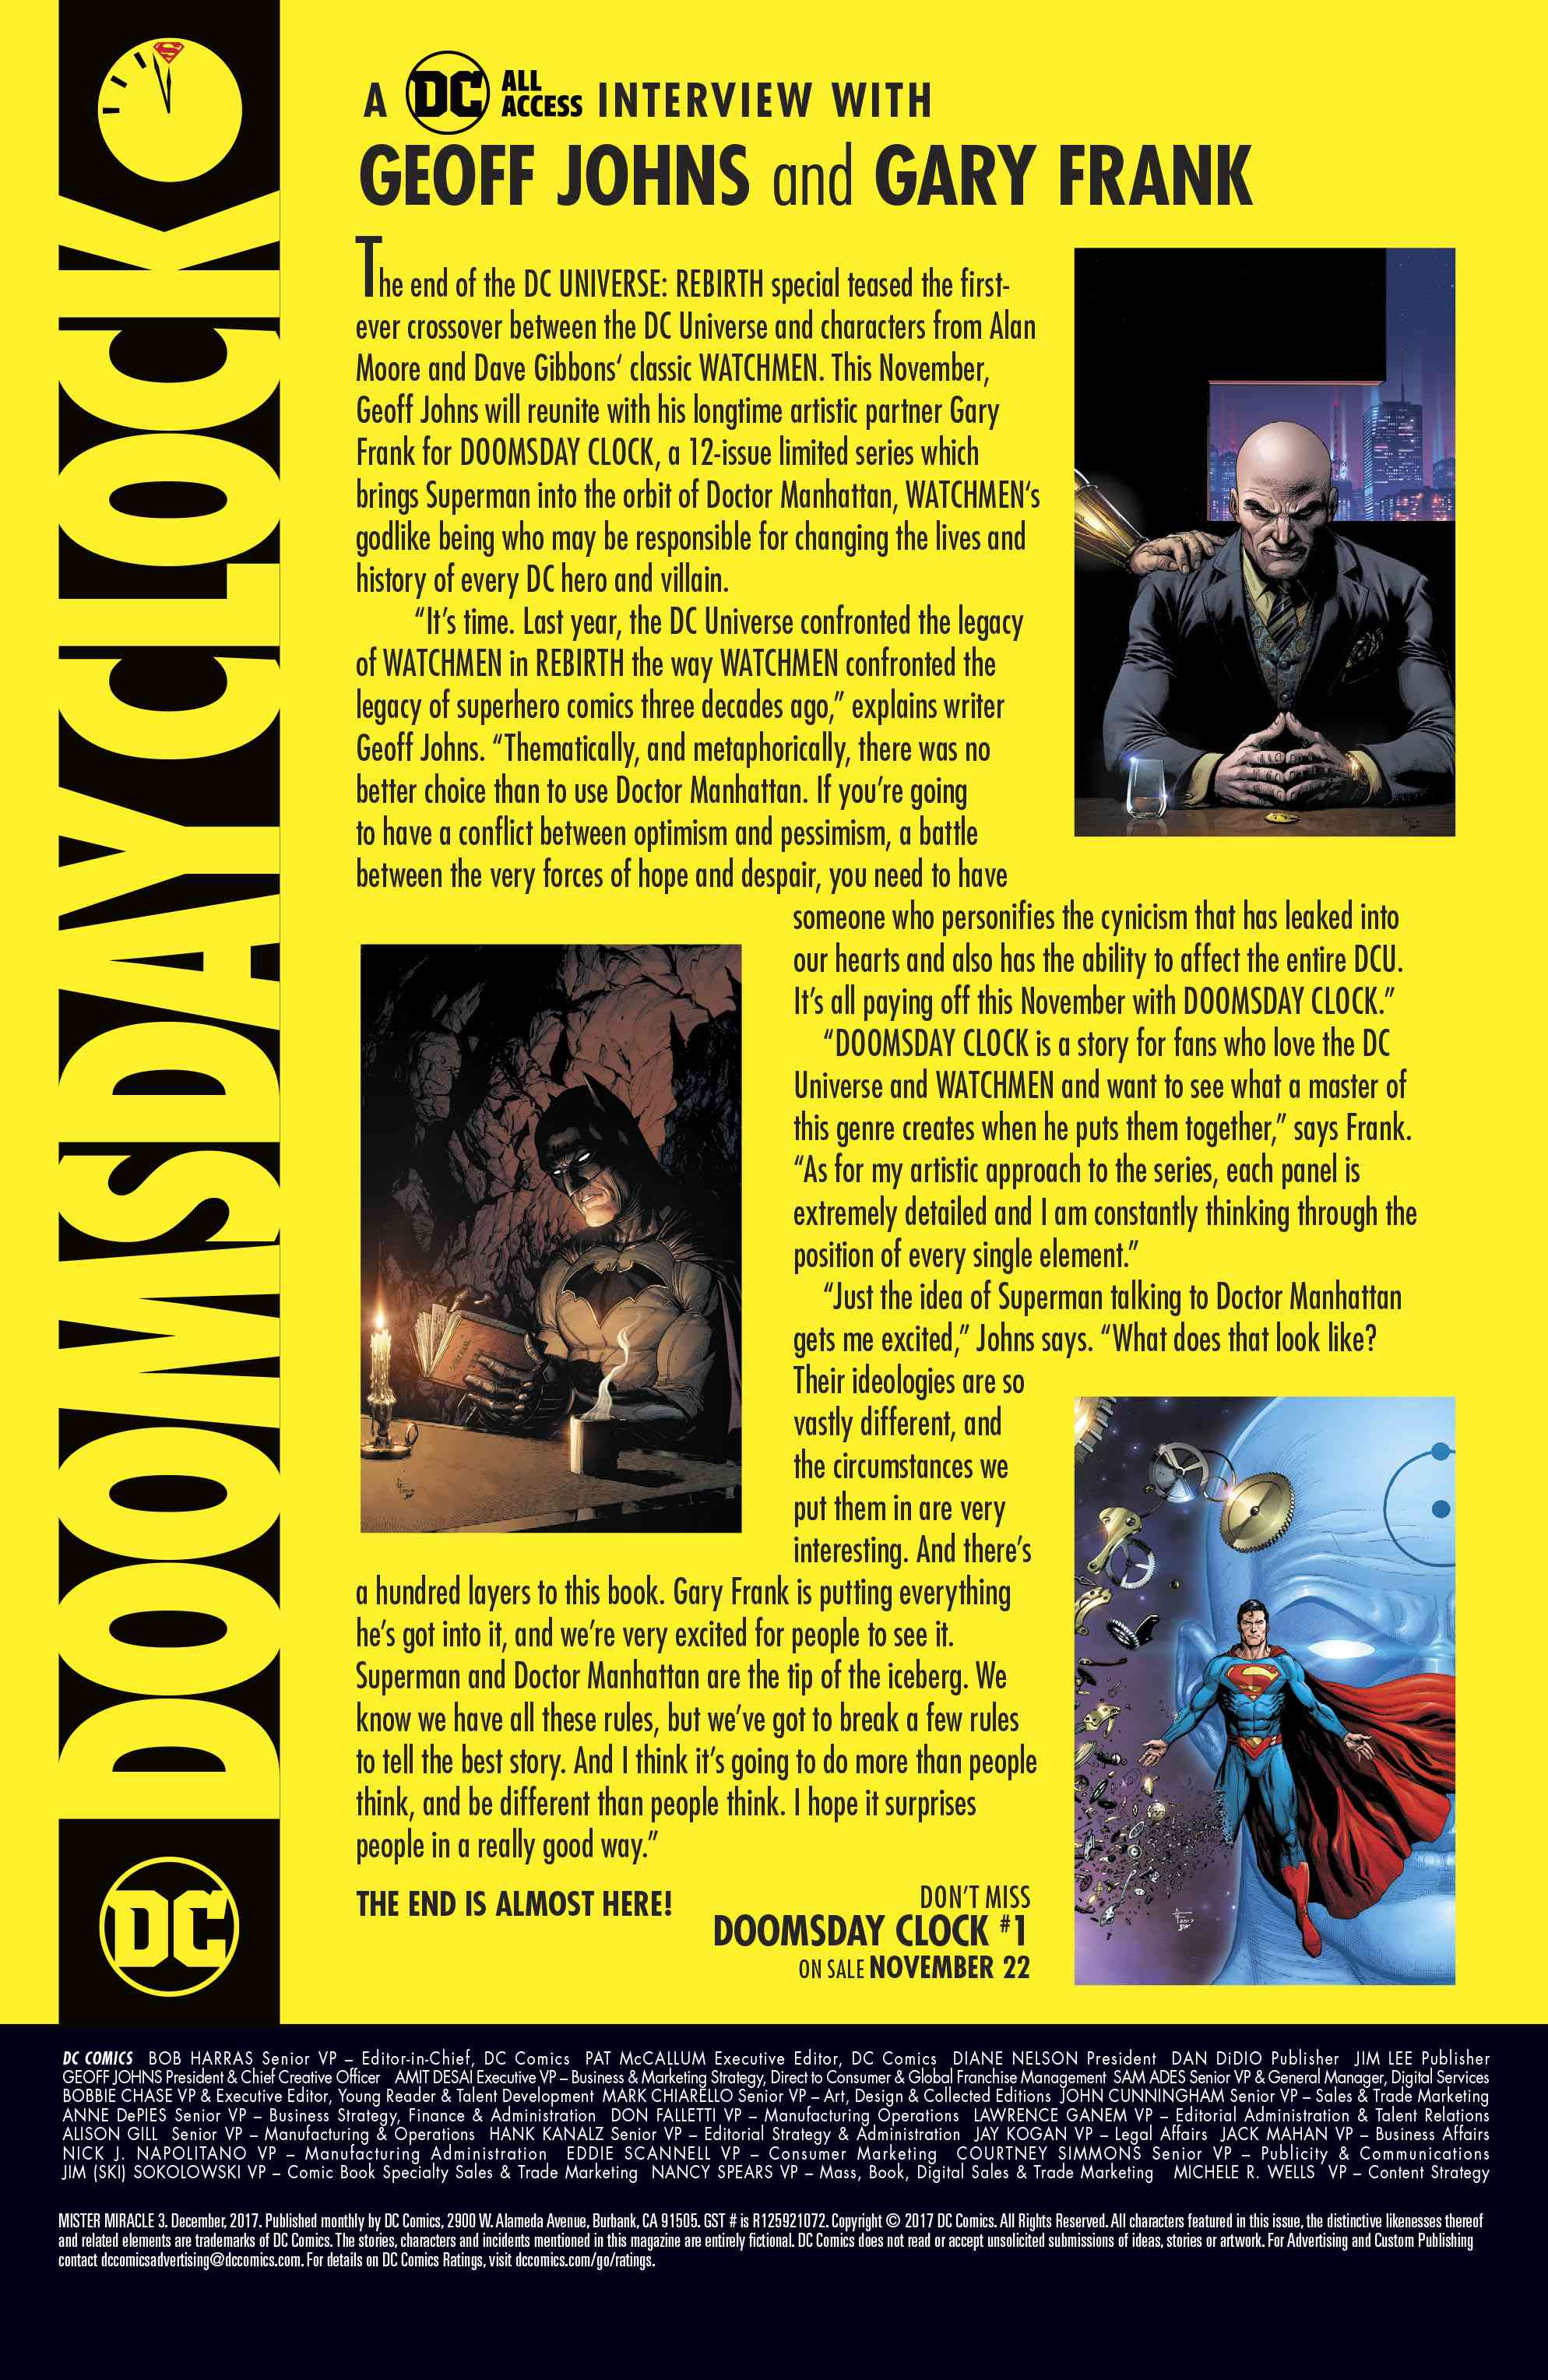 DOOMSDAY CLOCK
DC
A DC ALL ACCESS INTERVIEW WITH
GEOFF JOHNS and GARY FRANK
The end of the DC UNIVERSE: REBIRTH special teased the first-
ever crossover between the DC Universe and characters from Alan
Moore and Dave Gibbons‘ classic WATCHMEN. This November,
Geoff Johns will reunite with his longtime artistic partner Gary
Frank for DOOMSDAY CLOCK, a 12-issue limited series which
brings Superman into the orbit of Doctor Manhattan, WATCHMEN‘s
godlike being who may be responsible for changing the lives and
history of every DC hero and villain.
“It’s time. Last year, the DC Universe confronted the legacy
of WATCHMEN in REBIRTH the way WATCHMEN confronted the
legacy of superhero comics three decades ago,” explains writer
Geoff Johns. “Thematically, and metaphorically, there was no
better choice than to use Doctor Manhattan. If you’re going
to have a conflict between optimism and pessimism, a battle
between the very forces of hope and despair, you need to have
someone who personifies the cynicism that has leaked into
our hearts and also has the ability to affect the entire DCU.
It’s all paying off this November with DOOMSDAY CLOCK.”
“DOOMSDAY CLOCK is a story for fans who love the DC
Universe and WATCHMEN and want to see what a master of
this genre creates when he puts them together,” says Frank.
“As for my artistic approach to the series, each panel is
extremely detailed and I am constantly thinking through the
position of every single element.”
“Just the idea of Superman talking to Doctor Manhattan
gets me excited,” Johns says. “What does that look like?
Their ideologies are so
vastly different, and
the circumstances we
put them in are very
interesting. And there’s
a hundred layers to this book. Gary Frank is putting everything
he’s got into it, and we’re very excited for people to see it.
Superman and Doctor Manhattan are the tip of the iceberg. We
know we have all these rules, but we’ve got to break a few rules
to tell the best story. And I think it’s going to do more than people
think, and be different than people think. I hope it surprises
people in a really good way.”
THE END IS ALMOST HERE!
DON’T MISS
DOOMSDAY CLOCK #1
ON SALE NOVEMBER 22
DC COMICS BOB HARRAS Senior VP – Editor-in-Chief, DC Comics PAT McCALLUM Executive Editor, DC Comics DIANE NELSON President DAN DiDIO Publisher JIM LEE Publisher
GEOFF JOHNS President & Chief Creative Officer AMIT DESAI Executive VP – Business & Marketing Strategy, Direct to Consumer & Global Franchise Management SAM ADES Senior VP & General Manager, Digital Services
BOBBIE CHASE VP & Executive Editor, Young Reader & Talent Development MARK CHIARELLO Senior VP – Art, Design & Collected Editions JOHN CUNNINGHAM Senior VP – Sales & Trade Marketing
ANNE DePIES Senior VP – Business Strategy, Finance & Administration DON FALLETTI VP – Manufacturing Operations LAWRENCE GANEM VP – Editorial Administration & Talent Relations
ALISON GILL Senior VP – Manufacturing & Operations HANK KANALZ Senior VP – Editorial Strategy & Administration JAY KOGAN VP – Legal Affairs JACK MAHAN VP – Business Affairs
NICK J. NAPOLITANO VP – Manufacturing Administration EDDIE SCANNELL VP – Consumer Marketing COURTNEY SIMMONS Senior VP – Publicity & Communications
JIM (SKI) SOKOLOWSKI VP – Comic Book Specialty Sales & Trade Marketing NANCY SPEARS VP – Mass, Book, Digital Sales & Trade Marketing MICHELE R. WELLS VP – Content Strategy
MISTER MIRACLE 3. December, 2017. Published monthly by DC Comics, 2900 W. Alameda Avenue, Burbank, CA 91505. GST # is R125921072. Copyright © 2017 DC Comics. All Rights Reserved. All characters featured in this issue, the distinctive likenesses thereof
and related elements are trademarks of DC Comics. The stories, characters and incidents mentioned in this magazine are entirely fictional. DC Comics does not read or accept unsolicited submissions of ideas, stories or artwork. For Advertising and Custom Publishing
contact dccomicsadvertising@dccomics.com. For details on DC Comics Ratings, visit dccomics.com/go/ratings.